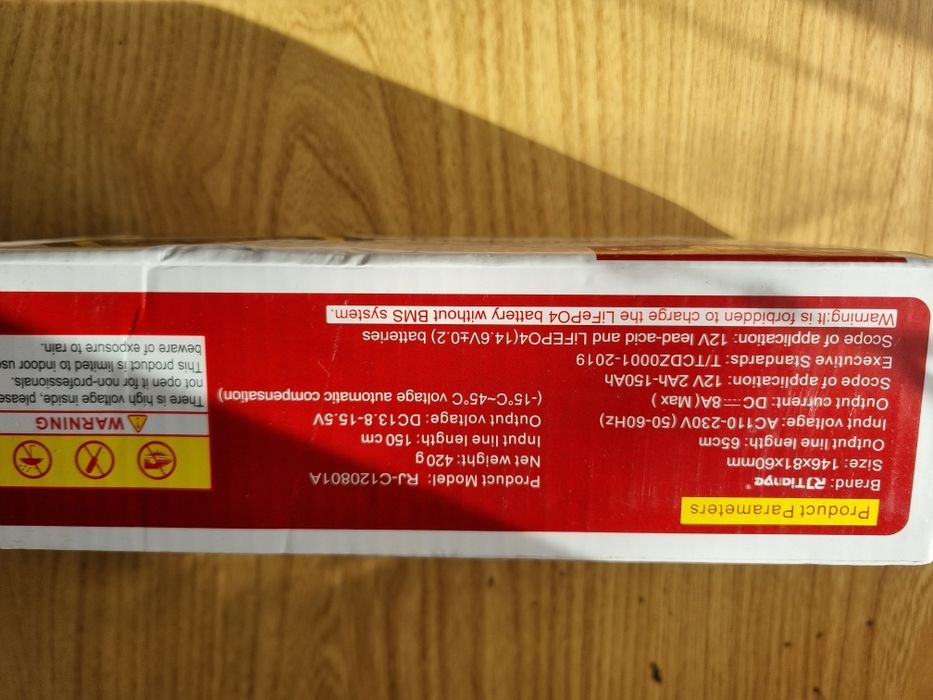 Product Parameters
Brand: RJTianye®
Size: 146x81x60mm
Output line length: 65cm
Input voltage: AC110-230V (50-60Hz)
Output current: DC⎓8A(Max)
Scope of application: 12V 2Ah-150Ah
Executive Standards: T/TCDZ0001-2019
Scope of application: 12V lead-acid and LiFEPO4(14.6V±0.2) batteries
Warning:It is forbidden to charge the LiFePO4 battery without BMS system.
Product Model: RJ-C120801A
Net weight: 420g
Input line length: 150cm
Output voltage: DC13.8-15.5V
(-15°C~45°C voltage automatic compensation)
WARNING
There is high voltage inside, please
not open it for non-professionals.
This product is limited to indoor use
beware of exposure to rain.